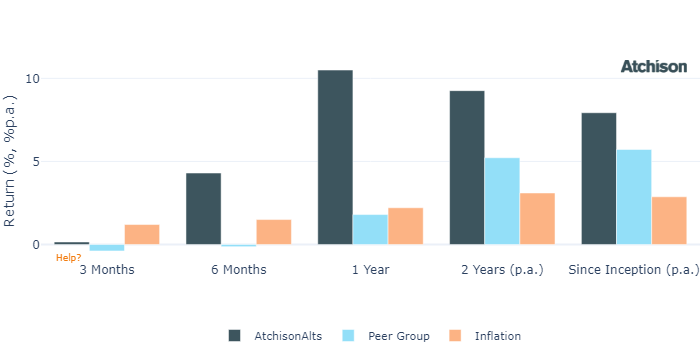 Atchison
Return (%, %p.a.)
10
5
0
Help?
3 Months
6 Months
1 Year
2 Years (p.a.)
Since Inception (p.a.)
AtchisonAlts
Peer Group
Inflation